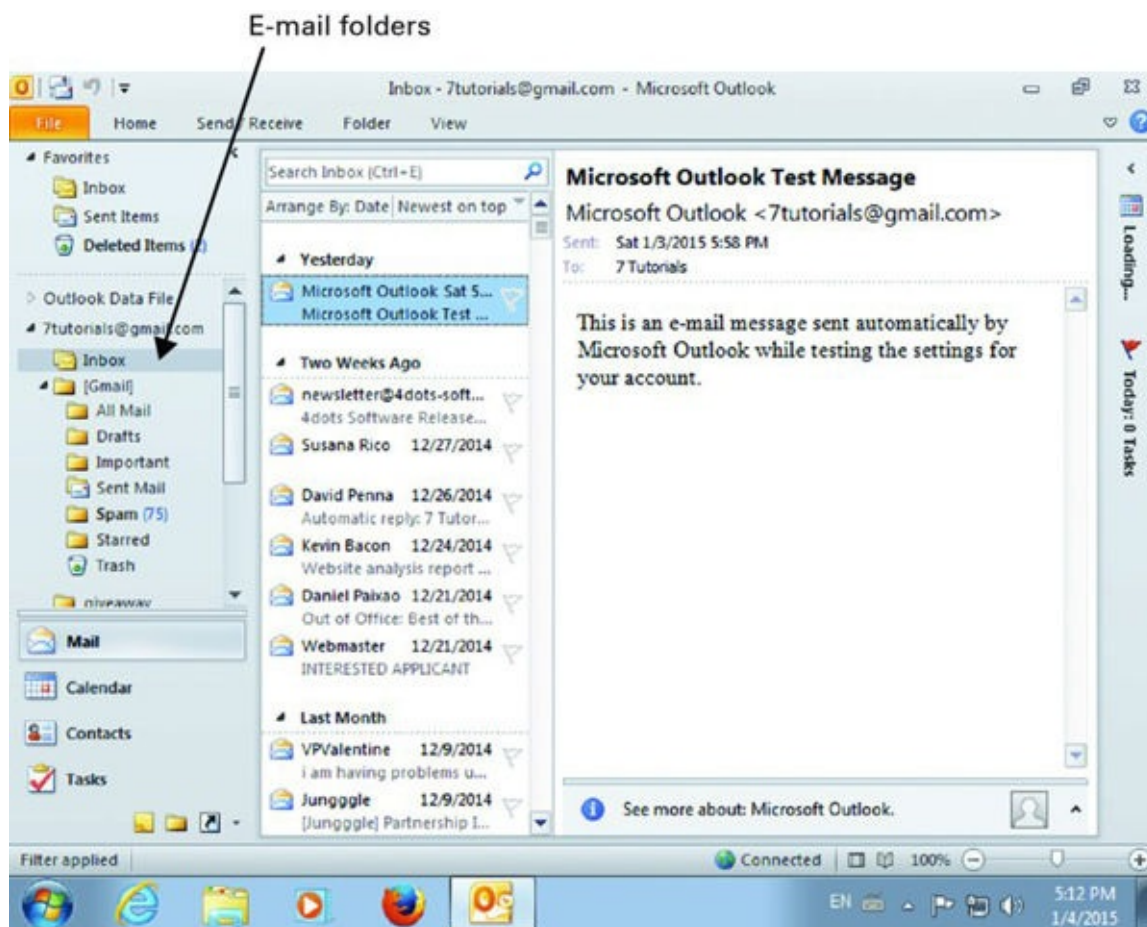 E-mail folders
Inbox - 7tutorials@gmail.com - Microsoft Outlook
File Home Send / Receive Folder View
Favorites
Inbox
Sent Items
Deleted Items
Outlook Data File
7tutorials@gmail.com
Inbox
[Gmail]
All Mail
Drafts
Important
Sent Mail
Spam (75)
Starred
Trash
giveaway
Mail
Calendar
Contacts
Tasks
Search Inbox (Ctrl+E)
Arrange By: Date Newest on top
Yesterday
Microsoft Outlook Sat 5...
Microsoft Outlook Test ...
Two Weeks Ago
newsletter@4dots-soft...
4dots Software Release...
Susana Rico 12/27/2014
David Penna 12/26/2014
Automatic reply: 7 Tutor...
Kevin Bacon 12/24/2014
Website analysis report ...
Daniel Paixao 12/21/2014
Out of Office: Best of th...
Webmaster 12/21/2014
INTERESTED APPLICANT
Last Month
VPValentine 12/9/2014
i am having problems u...
Jungggle 12/9/2014
[Jungggle] Partnership I...
Microsoft Outlook Test Message
Microsoft Outlook <7tutorials@gmail.com>
Sent: Sat 1/3/2015 5:58 PM
To: 7 Tutorials
This is an e-mail message sent automatically by
Microsoft Outlook while testing the settings for
your account.
See more about: Microsoft Outlook.
Loading...
Today: 0 Tasks
Filter applied
Connected 100%
EN
5:12 PM
1/4/2015